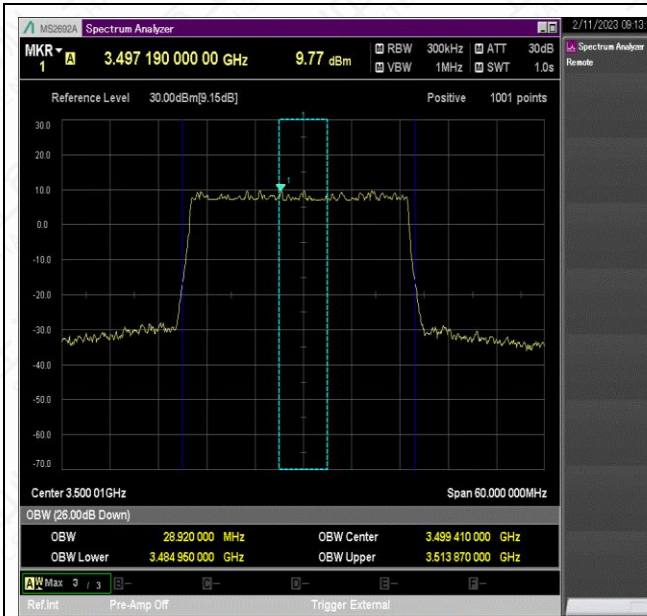 MS2692A Spectrum Analyzer
2/11/2023 09:13:
MKR 1 A 3.497 190 000 00 GHz 9.77 dBm
M RBW 300kHz M ATT 30dB
M VBW 1MHz M SWT 1.0s
Spectrum Analyzer
Remote
Reference Level 30.00dBm[9.15dB] Positive 1001 points
30.0
20.0
10.0
0.0
-10.0
-20.0
-30.0
-40.0
-50.0
-60.0
-70.0
1
1
Center 3.500 01GHz Span 60.000 000MHz
OBW (26.00dB Down)
OBW 28.920 000 MHz OBW Center 3.499 410 000 GHz
OBW Lower 3.484 950 000 GHz OBW Upper 3.513 870 000 GHz
A W Max 3 / 3 B- C- D- E- F-
Ref.Int Pre-Amp Off Trigger External